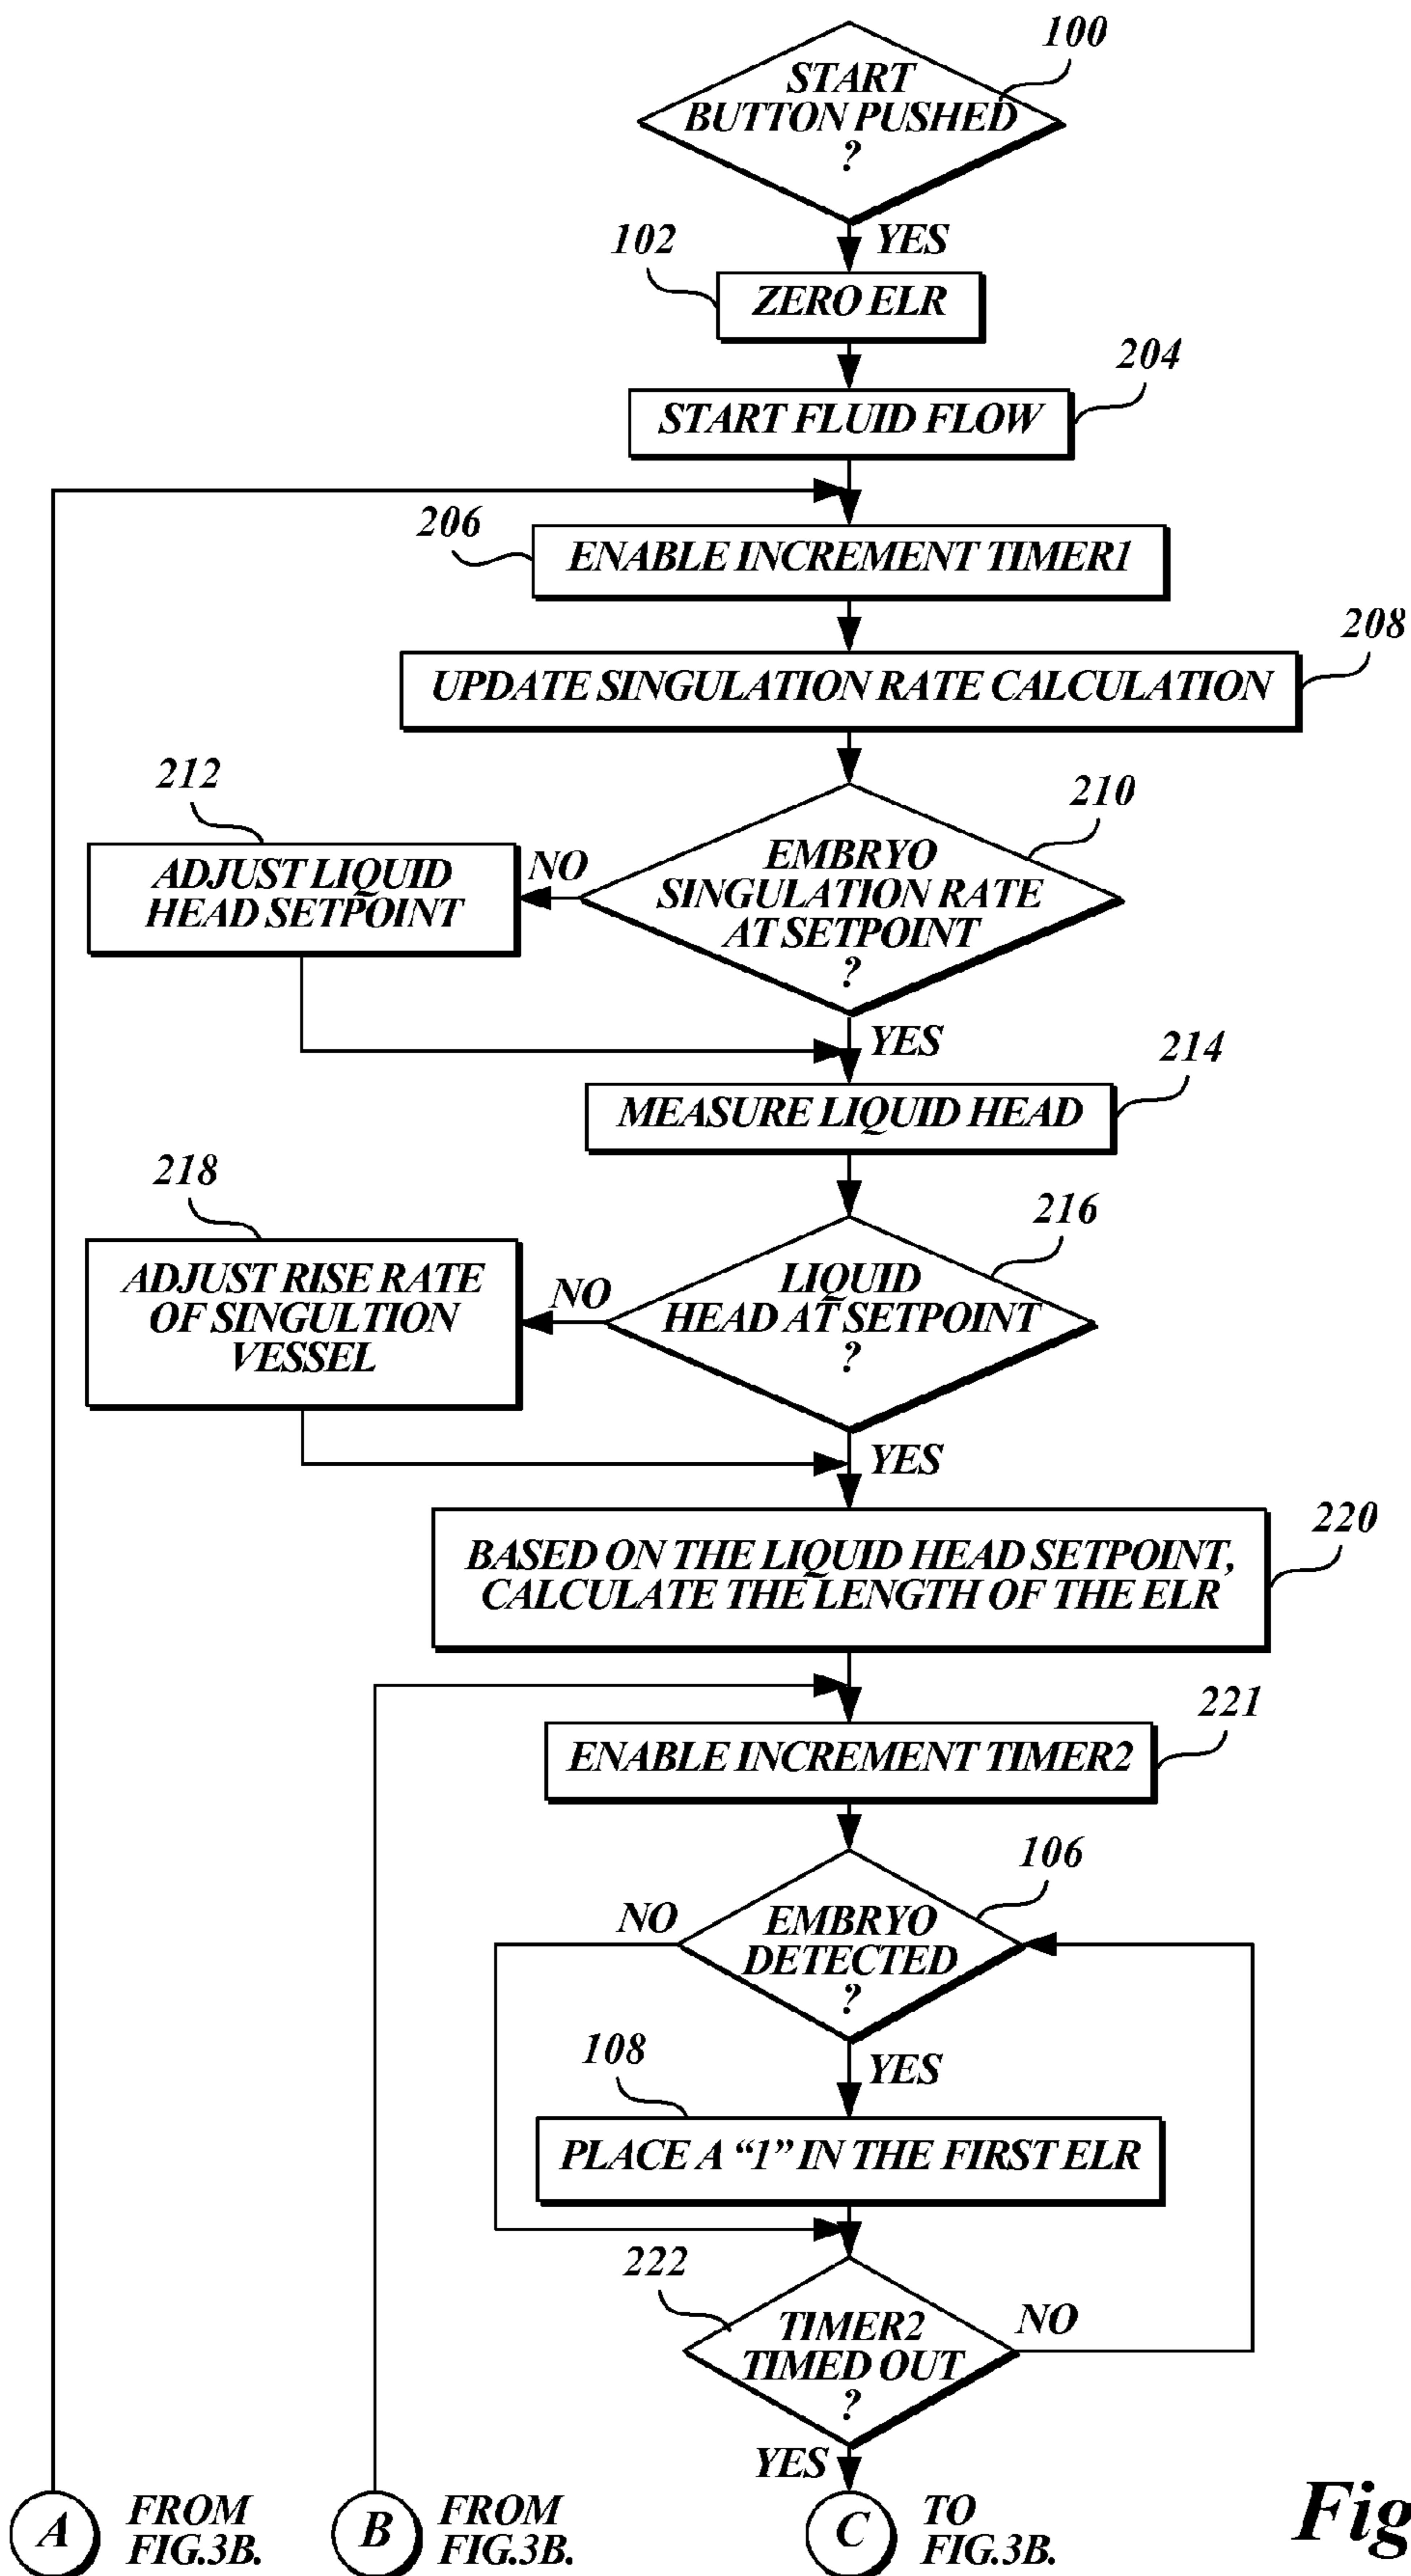 100
START
BUTTON PUSHED
?
YES
102
ZERO ELR
204
START FLUID FLOW
206
ENABLE INCREMENT TIMER1
208
UPDATE SINGULATION RATE CALCULATION
212
210
ADJUST LIQUID
HEAD SETPOINT
NO
EMBRYO
SINGULATION RATE
AT SETPOINT
?
YES
214
MEASURE LIQUID HEAD
218
216
ADJUST RISE RATE
OF SINGULTION
VESSEL
NO
LIQUID
HEAD AT SETPOINT
?
YES
220
BASED ON THE LIQUID HEAD SETPOINT,
CALCULATE THE LENGTH OF THE ELR
221
ENABLE INCREMENT TIMER2
106
NO
EMBRYO
DETECTED
?
108
YES
PLACE A “1” IN THE FIRST ELR
222
TIMER2
TIMED OUT
?
NO
YES
A
FROM
FIG.3B.
B
FROM
FIG.3B.
C
TO
FIG.3B.
Fig